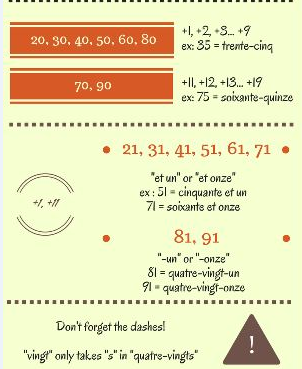 20, 30, 40, 50, 60, 80
+1, +2, +3... +9
ex: 35 = trente-cinq
70, 90
+11, +12, +13... +19
ex: 75 = soixante-quinze
21, 31, 41, 51, 61, 71
"et un" or "et onze"
ex : 51 = cinquante et un
71 = soixante et onze
+1, +11
81, 91
"-un" or "-onze"
81 = quatre-vingt-un
91 = quatre-vingt-onze
Don't forget the dashes!
"vingt" only takes "s" in "quatre-vingts"
!